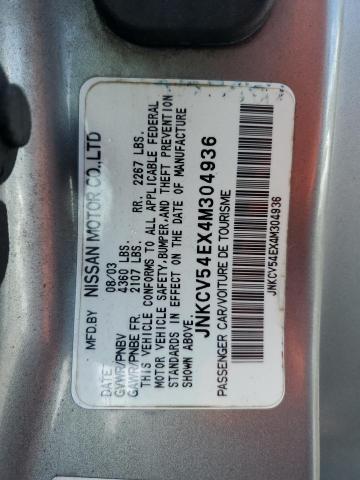 MFD.BY NISSAN MOTOR CO.,LTD
DATE: 08/03
GVWR/PNBV 4360 LBS.
GAWR/PNBE FR. 2107 LBS. RR. 2267 LBS.
THIS VEHICLE CONFORMS TO ALL APPLICABLE FEDERAL
MOTOR VEHICLE SAFETY,BUMPER,AND THEFT PREVENTION
STANDARDS IN EFFECT ON THE DATE OF MANUFACTURE
SHOWN ABOVE.
JNKCV54EX4M304936
PASSENGER CAR/VOITURE DE TOURISME
JNKCV54EX4M304936